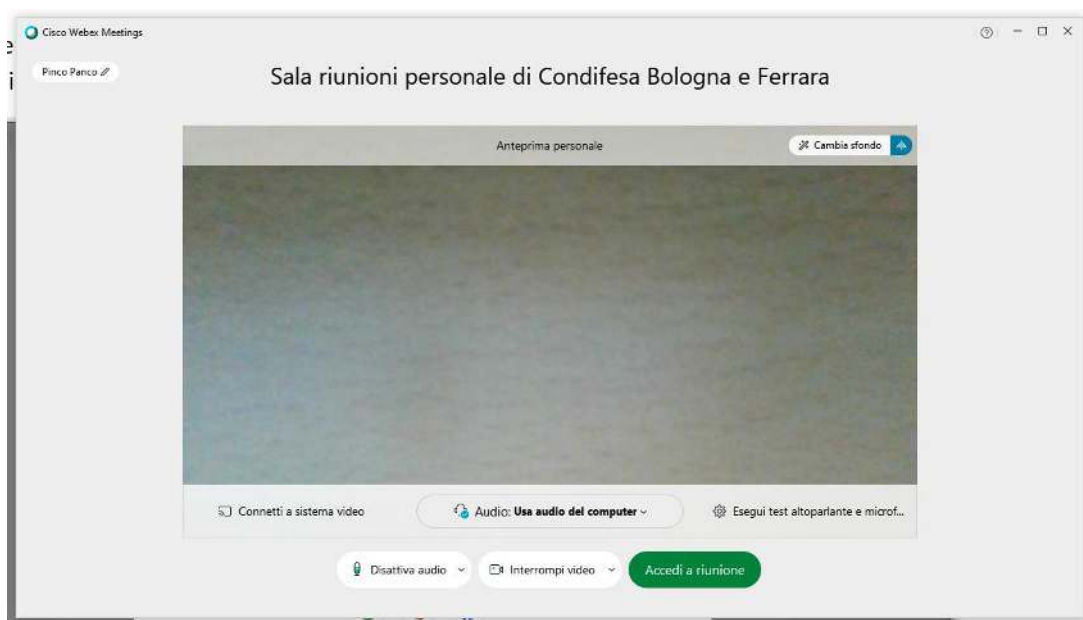 Cisco Webex Meetings
e
i
Pinco Panco
Sala riunioni personale di Condifesa Bologna e Ferrara
Anteprima personale
Cambia sfondo
Connetti a sistema video
Audio: Usa audio del computer
Esegui test altoparlante e microf...
Disattiva audio
Interrompi video
Accedi a riunione